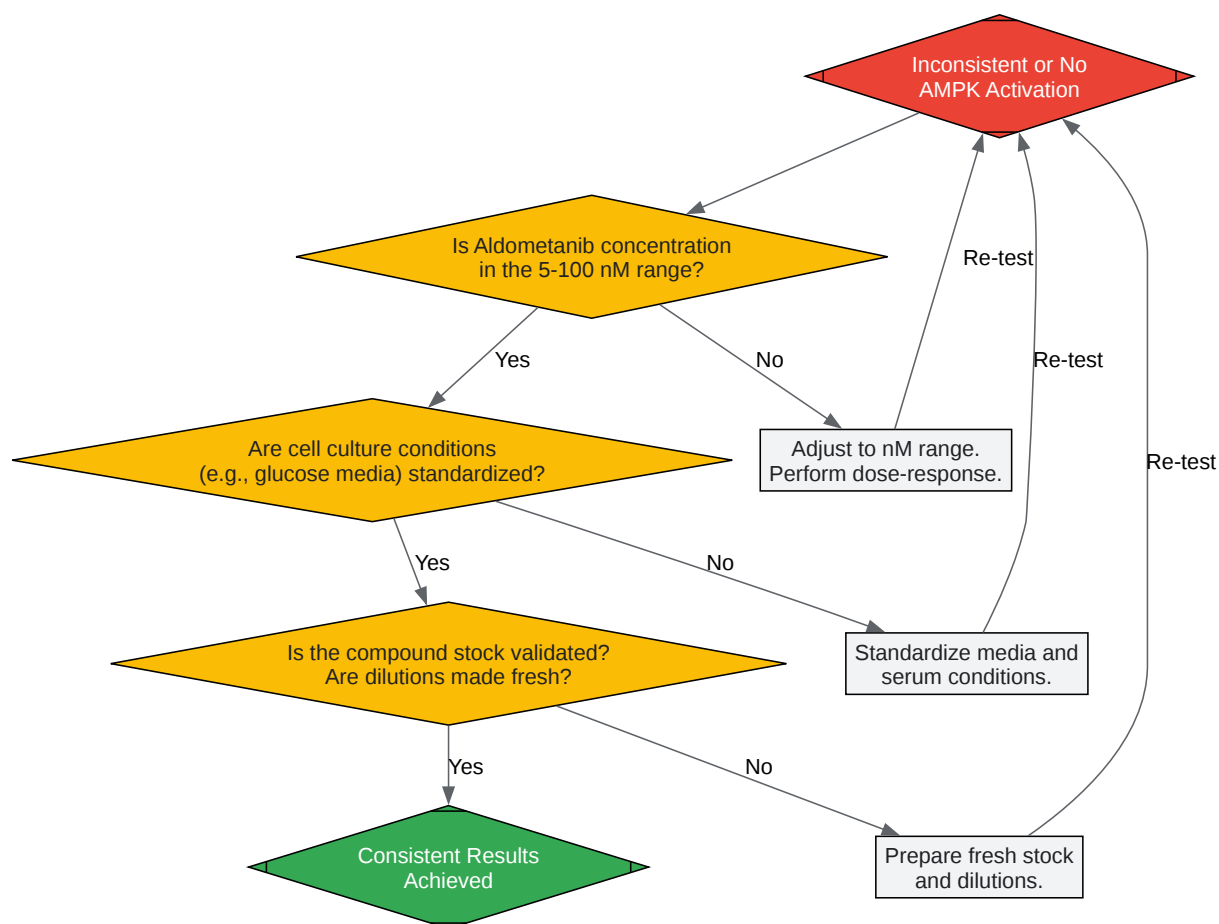 Inconsistent or No
AMPK Activation
Is Aldometanib concentration
in the 5-100 nM range?
Re-test
Yes
No
Re-test
Are cell culture conditions
(e.g., glucose media) standardized?
Adjust to nM range.
Perform dose-response.
Re-test
Yes
No
Is the compound stock validated?
Are dilutions made fresh?
Standardize media and
serum conditions.
Yes
No
Consistent Results
Achieved
Prepare fresh stock
and dilutions.